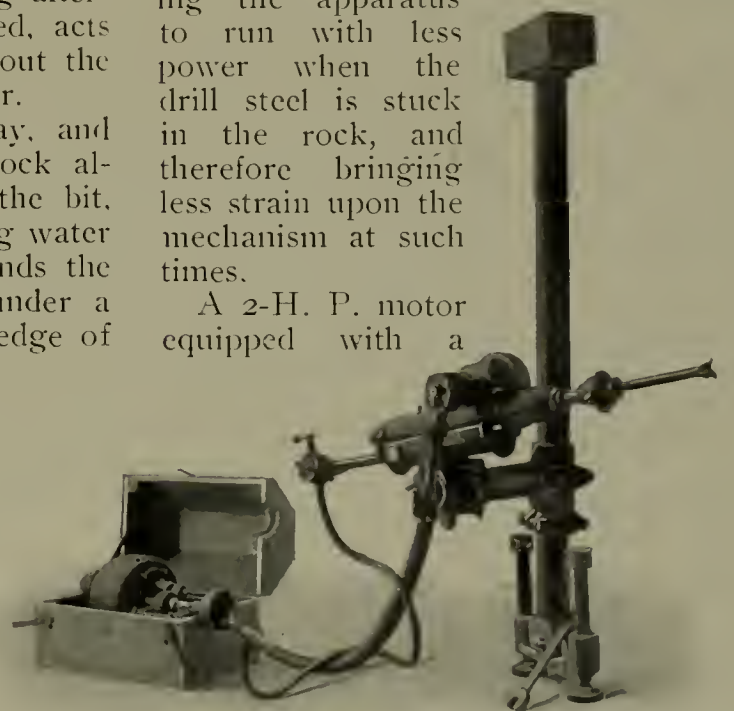 ed, acts
out the
r.
ay, and
ock al-
the bit,
g water
nds the
under a
edge of
ing the apparatus
to run with less
power when the
drill steel is stuck
in the rock, and
therefore bringing
less strain upon the
mechanism at such
times.
A 2-H. P. motor
equipped with a